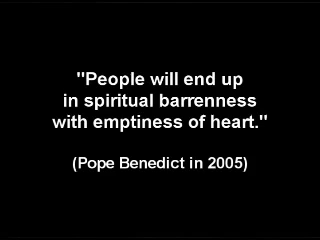 "People will end up
in spiritual barrenness
with emptiness of heart."
(Pope Benedict in 2005)